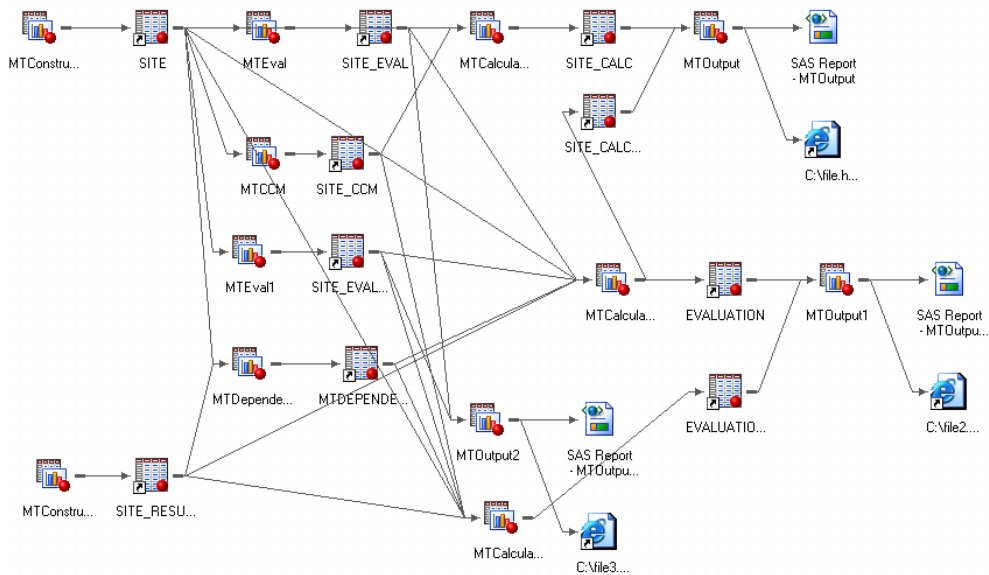 MTConstru...
SITE
MTEval
SITE_EVAL
MTCalcula...
SITE_CALC
MTOutput
SAS Report
- MTOutput
SITE_CALC...
C:\file.h...
MTCCM
SITE_CCM
MTEval1
SITE_EVAL...
MTCalcula...
EVALUATION
MTOutput1
SAS Report
- MTOutpu...
MTDepende...
MTDEPENDE...
EVALUATIO...
C:\file2....
MTOutput2
SAS Report
- MTOutpu...
MTConstru...
SITE_RESU...
MTCalcula...
C:\file3....